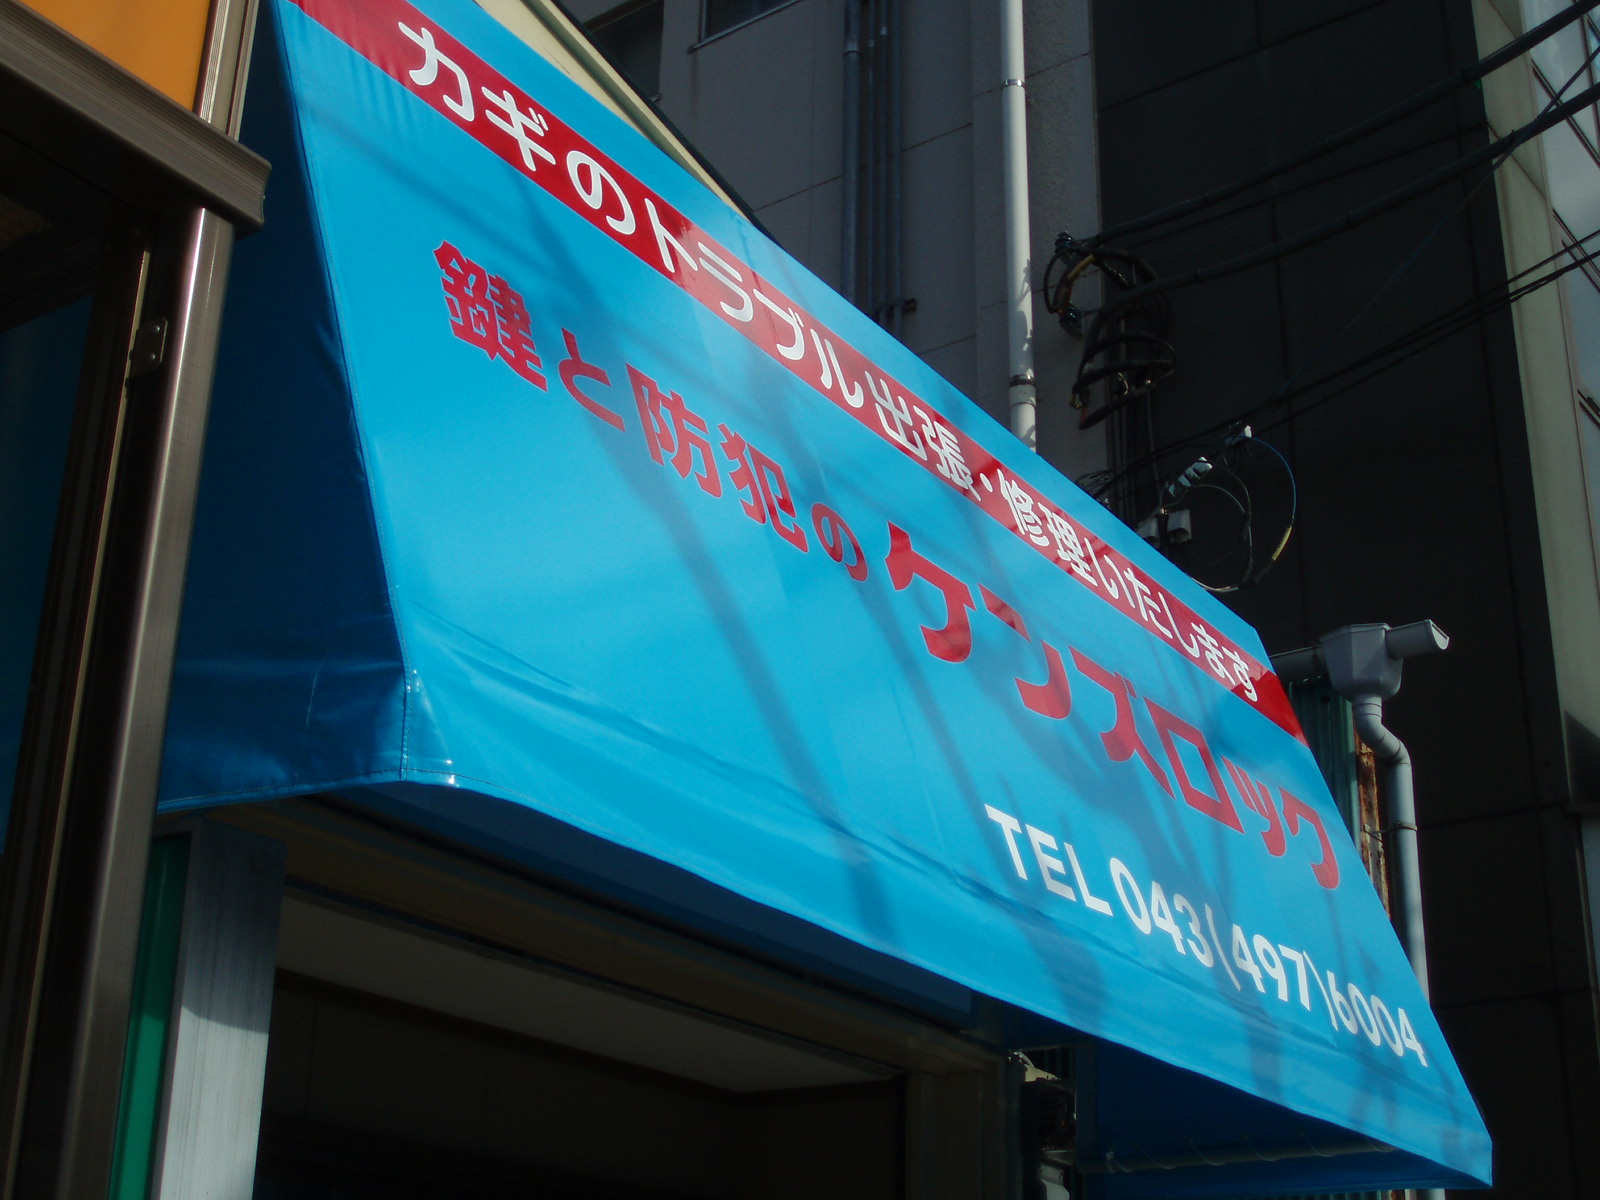 カギのトラブル出張・修理いたします
鍵と防犯のケンズロック
TEL 043(497)6004